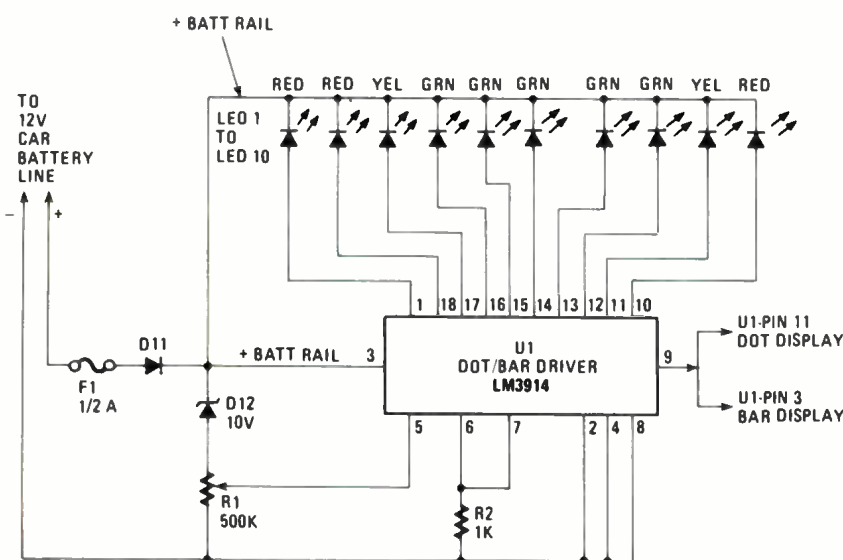 + BATT RAIL
RED RED YEL GRN GRN GRN GRN GRN YEL RED
TO
12V
CAR
BATTERY
LINE
LED 1
TO
LED 10
– +
1 18 17 16 15 14 13 12 11 10
D11
+ BATT RAIL
3
U1
DOT/BAR DRIVER
LM3914
9
U1-PIN 11
DOT DISPLAY
U1-PIN 3
BAR DISPLAY
F1
1/2 A
D12
10V
5 6 7 2 4 8
R1
500K
R2
1K